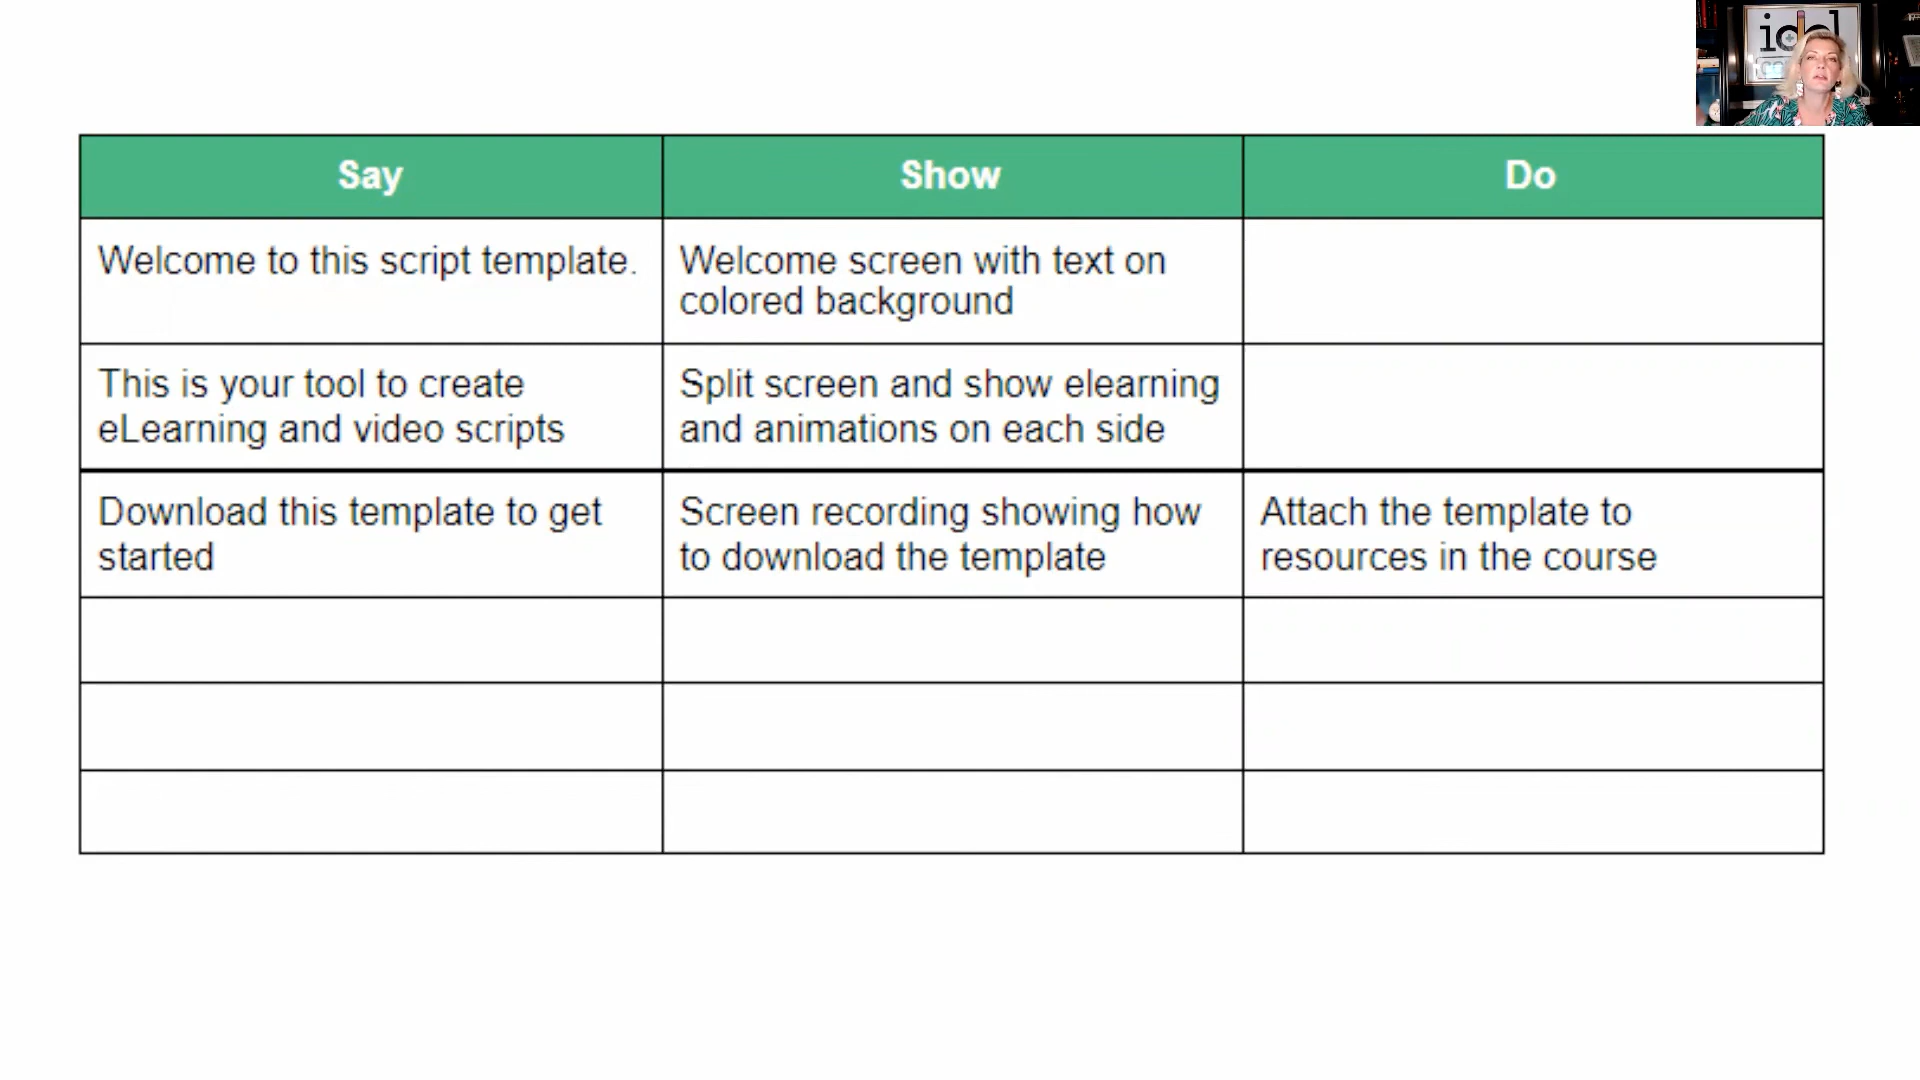 Say
Show
Do
Welcome to this script template.
Welcome screen with text on
colored background
This is your tool to create
eLearning and video scripts
Split screen and show elearning
and animations on each side
Download this template to get
started
Screen recording showing how
to download the template
Attach the template to
resources in the course